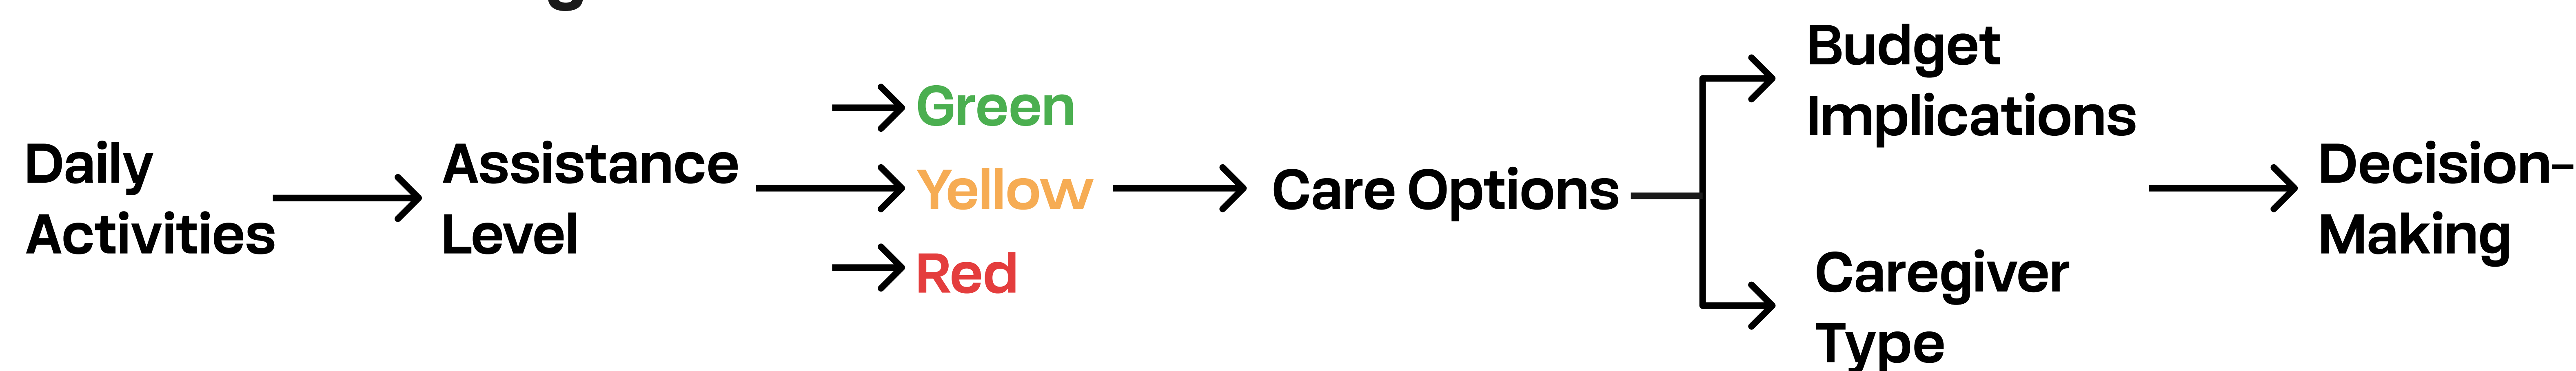 Daily
Activities
Assistance
Level
Green
Yellow
Red
Care Options
Budget
Implications
Caregiver
Type
Decision-
Making